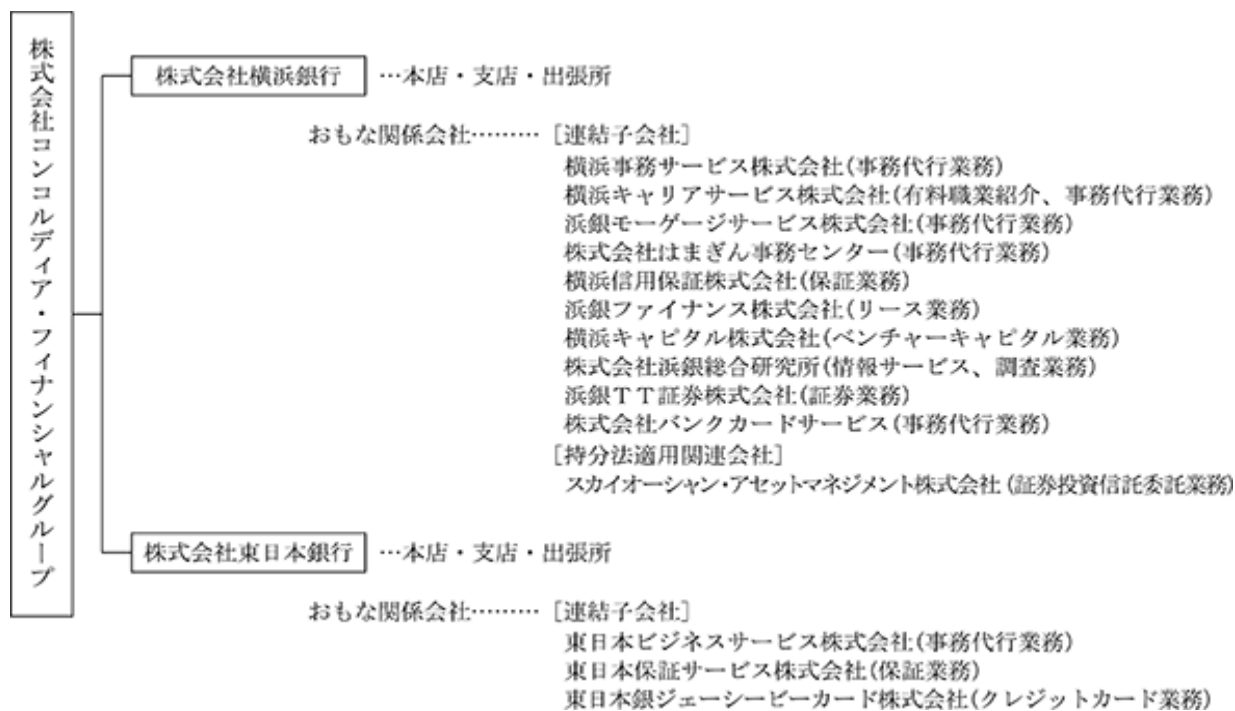 株式会社コンコルディア・フィナンシャルグループ
株式会社横浜銀行 …本店・支店・出張所
おもな関係会社……… [連結子会社]
横浜事務サービス株式会社(事務代行業務)
横浜キャリアサービス株式会社(有料職業紹介、事務代行業務)
浜銀モーゲージサービス株式会社(事務代行業務)
株式会社はまぎん事務センター(事務代行業務)
横浜信用保証株式会社(保証業務)
浜銀ファイナンス株式会社(リース業務)
横浜キャピタル株式会社(ベンチャーキャピタル業務)
株式会社浜銀総合研究所(情報サービス、調査業務)
浜銀TT証券株式会社(証券業務)
株式会社バンクカードサービス(事務代行業務)
[持分法適用関連会社]
スカイオーシャン・アセットマネジメント株式会社(証券投資信託委託業務)
株式会社東日本銀行 …本店・支店・出張所
おもな関係会社……… [連結子会社]
東日本ビジネスサービス株式会社(事務代行業務)
東日本保証サービス株式会社(保証業務)
東日本銀ジェーシービーカード株式会社(クレジットカード業務)